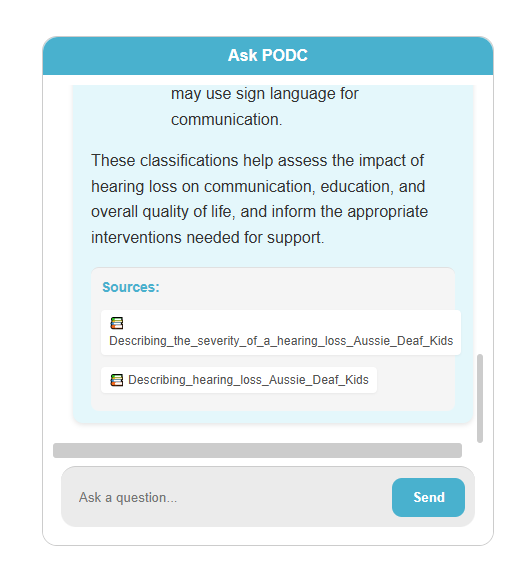 Ask PODC
may use sign language for
communication.
These classifications help assess the impact of
hearing loss on communication, education, and
overall quality of life, and inform the appropriate
interventions needed for support.
Sources:
Describing_the_severity_of_a_hearing_loss_Aussie_Deaf_Kids
Describing_hearing_loss_Aussie_Deaf_Kids
Ask a question...
Send